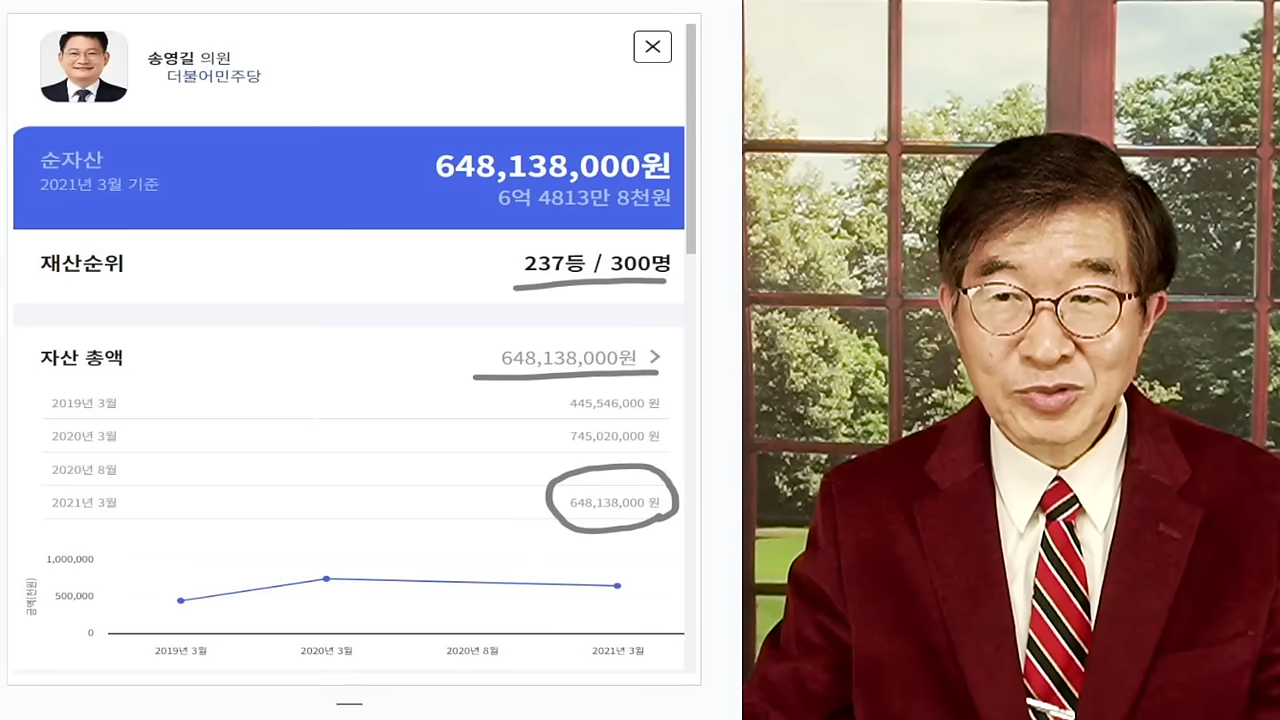 송영길 의원
더불어민주당
순자산
2021년 3월 기준
648,138,000원
6억 4813만 8천원
재산순위
237등 / 300명
자산 총액
648,138,000원
2019년 3월
445,546,000 원
2020년 3월
745,020,000 원
2020년 8월
2021년 3월
648,138,000 원
1,000,000
500,000
0
금액(천원)
2019년 3월
2020년 3월
2020년 8월
2021년 3월